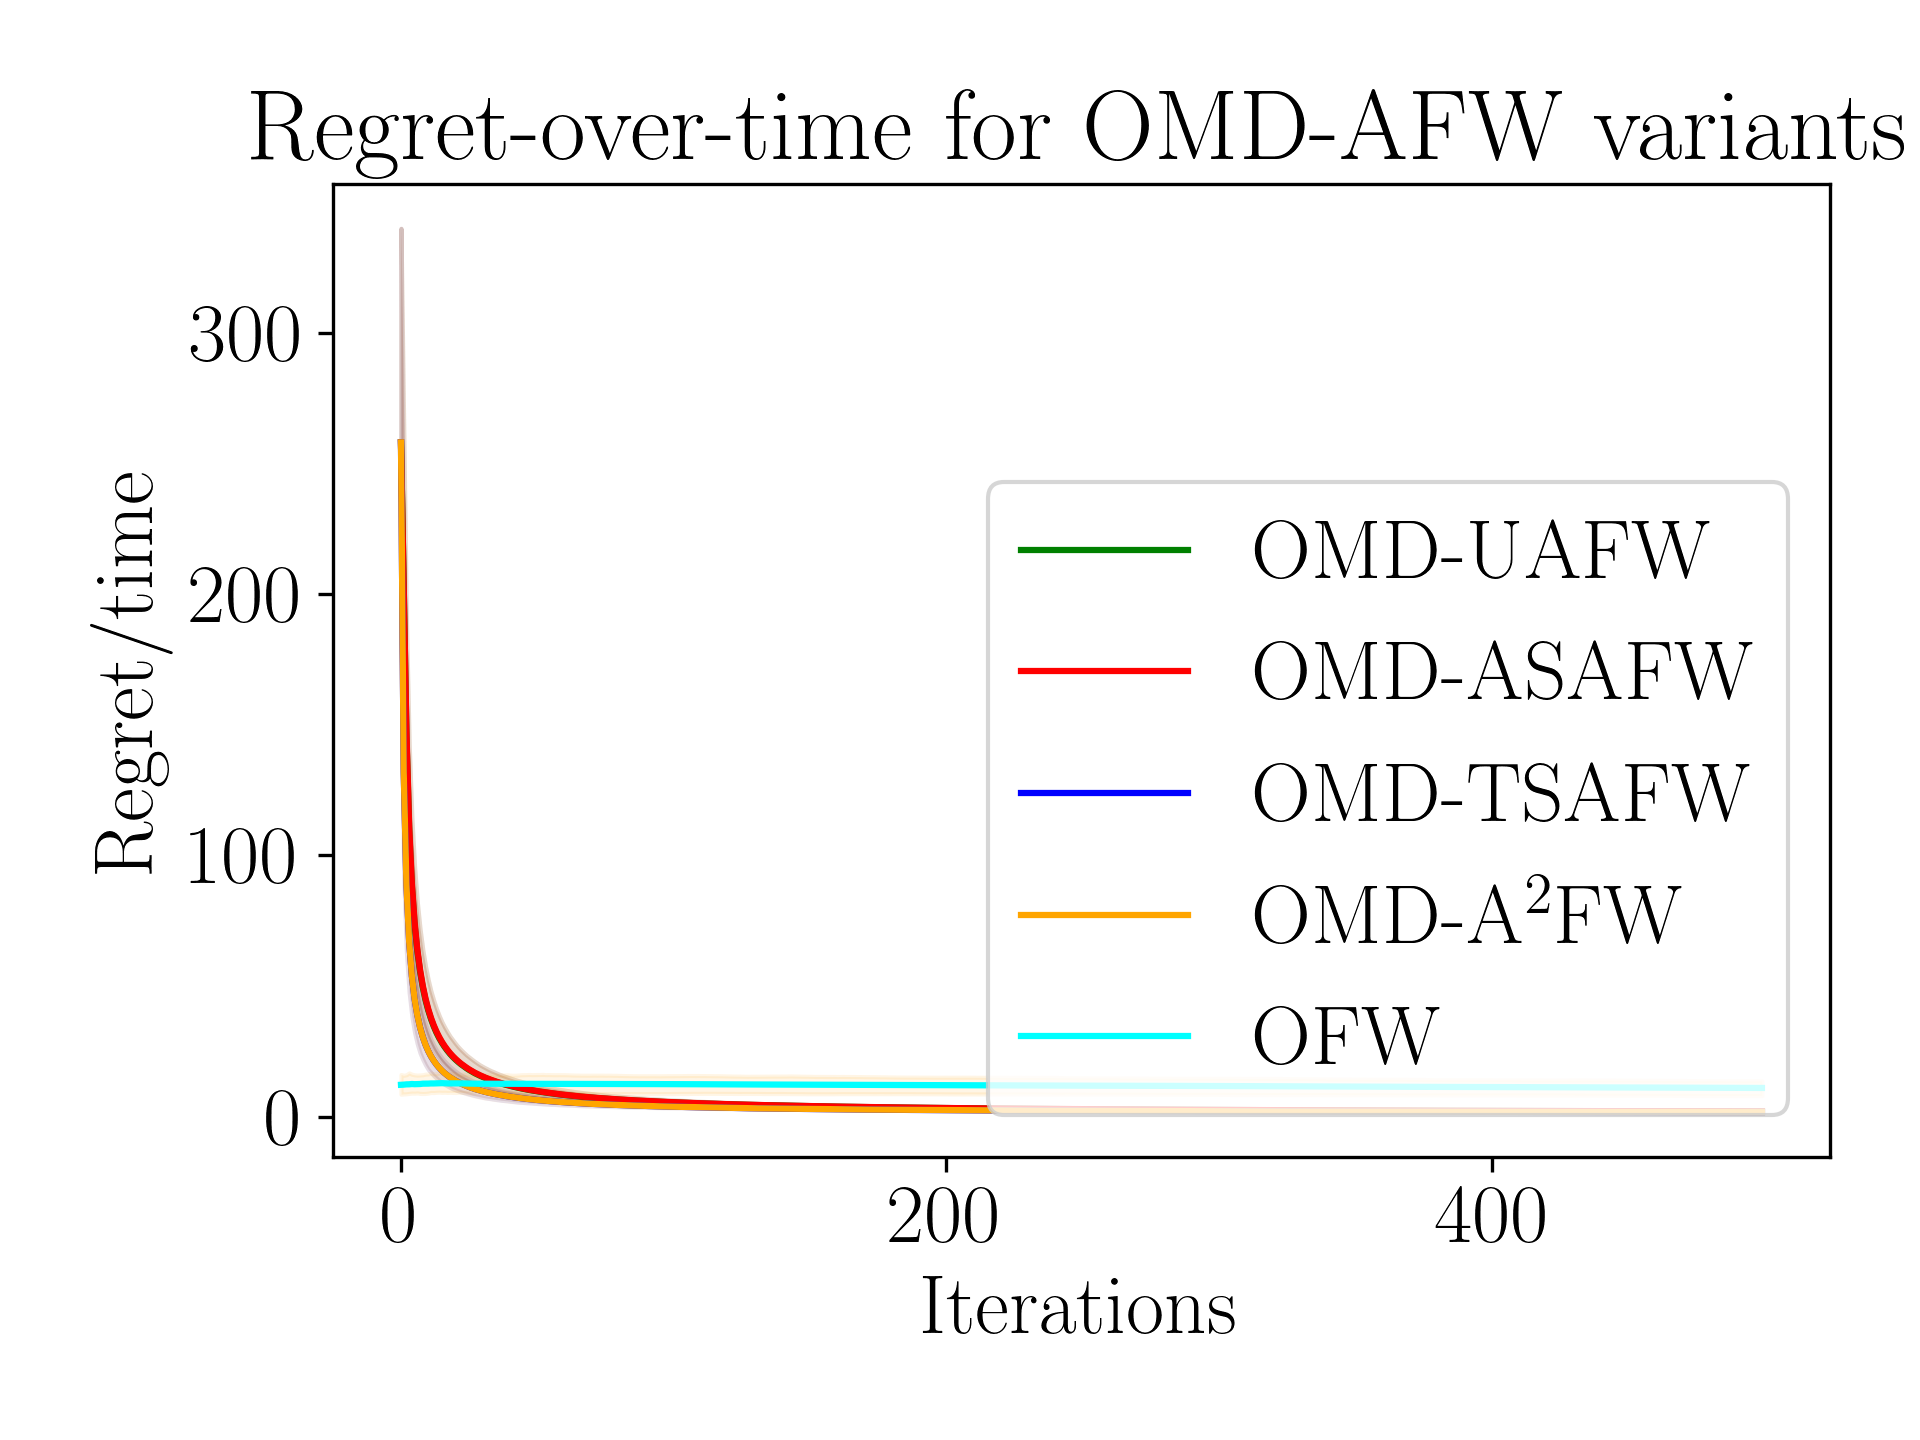 Regret-over-time for OMD-AFW variants
Regret/time
300
200
100
0
OMD-UAFW
OMD-ASAFW
OMD-TSAFW
OMD-A²FW
OFW
0 200 400
Iterations